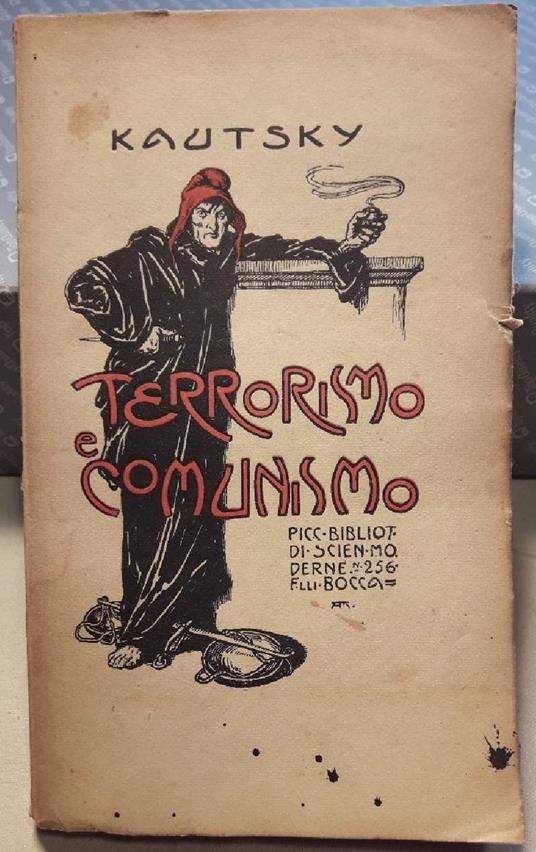 KAUTSKY
TERRORISMO
e
COMUNISMO
PICC·BIBLIOT·
DI·SCIEN·MO
DERNE·N·256·
F.LLI·BOCCA=